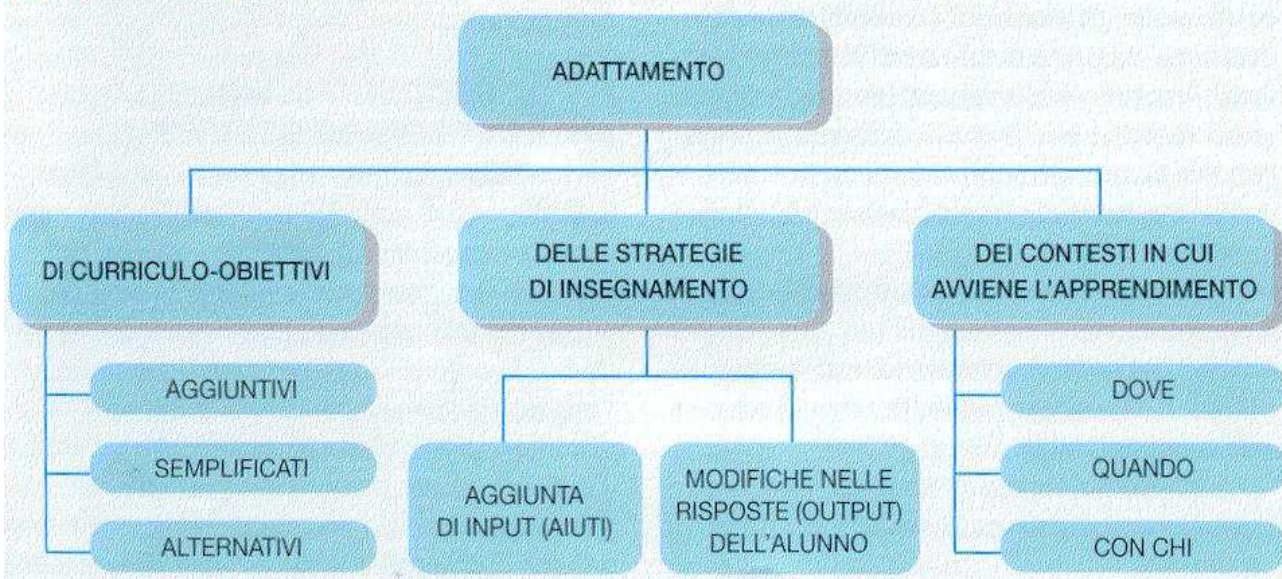 ADATTAMENTO
DI CURRICULO-OBIETTIVI
DELLE STRATEGIE
DI INSEGNAMENTO
DEI CONTESTI IN CUI
AVVIENE L'APPRENDIMENTO
AGGIUNTIVI
SEMPLIFICATI
ALTERNATIVI
AGGIUNTA
DI INPUT (AIUTI)
MODIFICHE NELLE
RISPOSTE (OUTPUT)
DELL'ALUNNO
DOVE
QUANDO
CON CHI